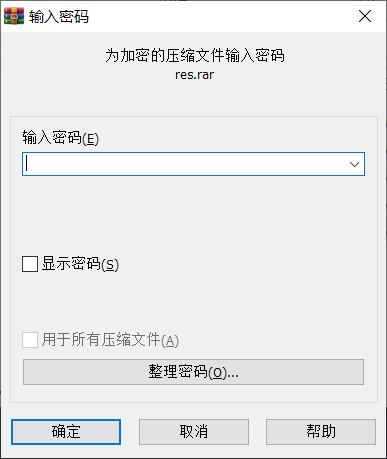 输入密码
为加密的压缩文件输入密码
res.rar
输入密码(E)
显示密码(S)
用于所有压缩文件(A)
整理密码(O)...
确定
取消
帮助